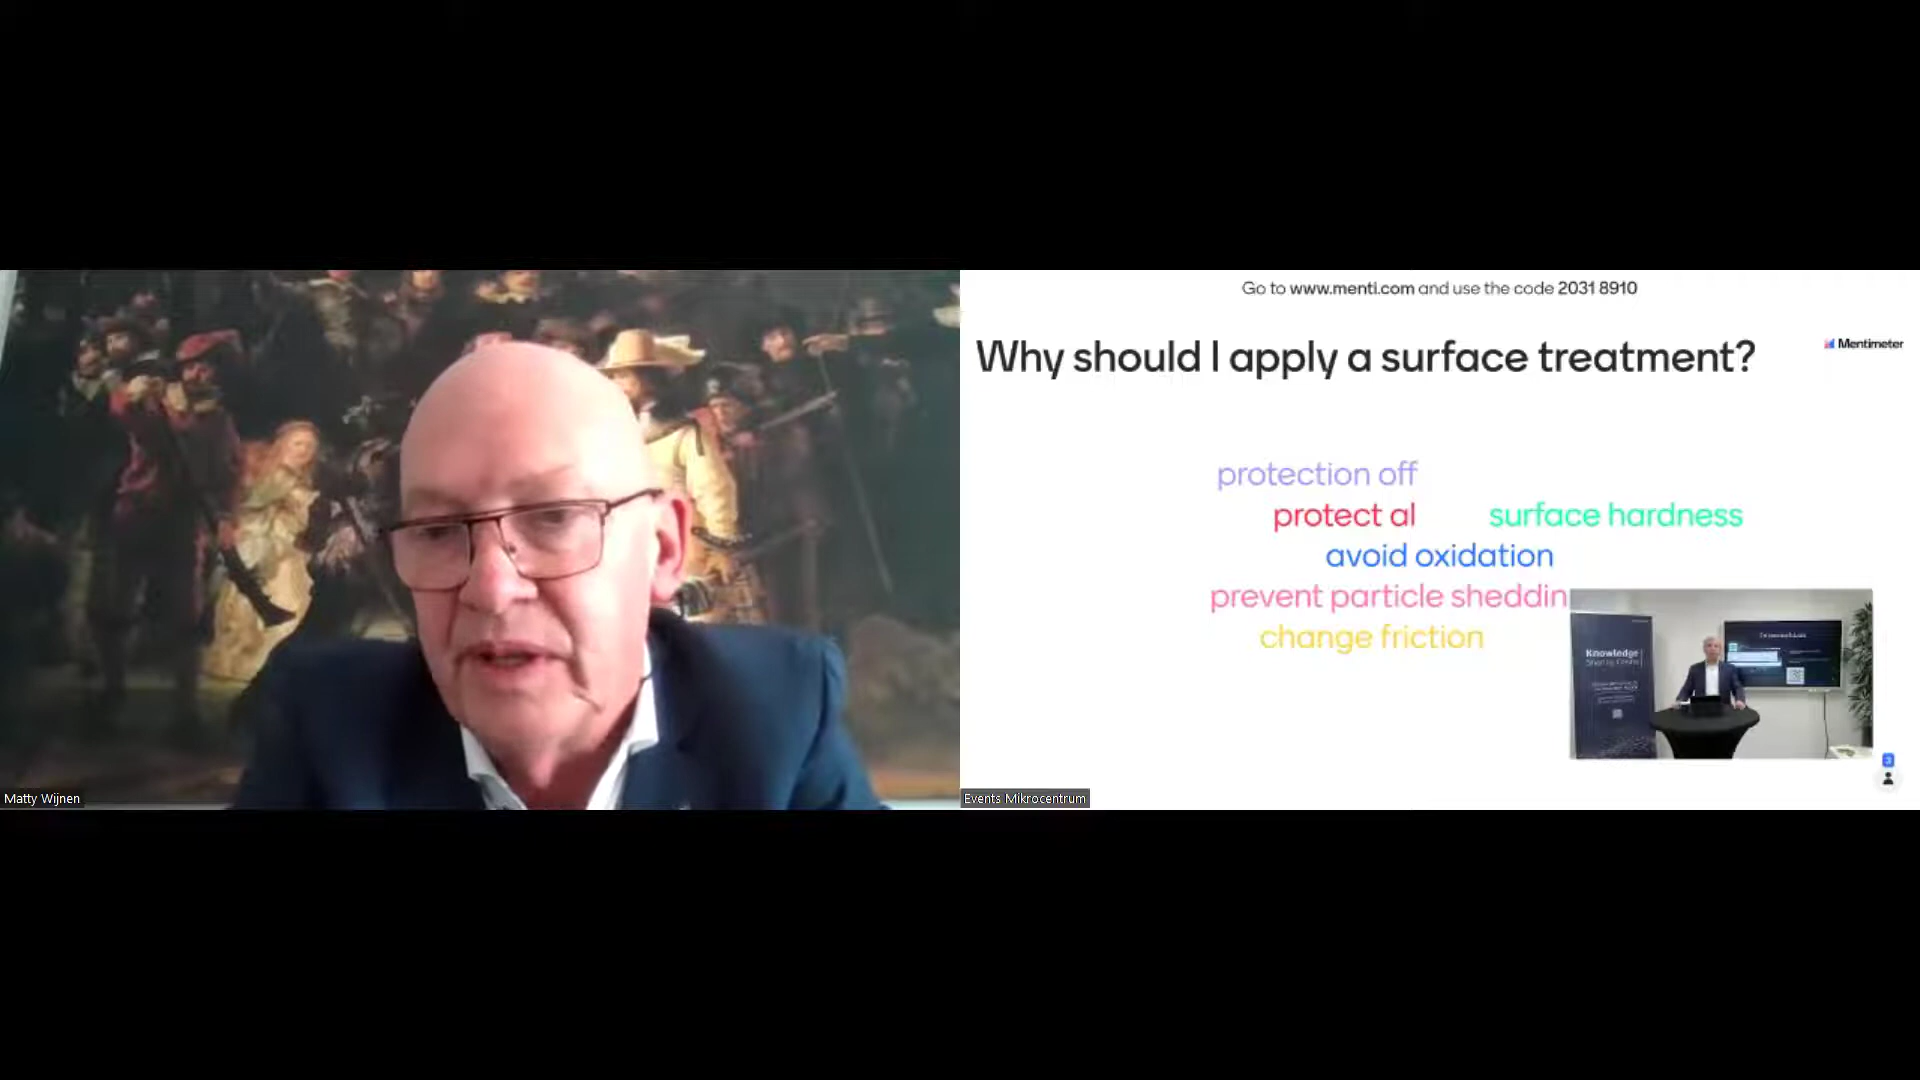 Go to www.menti.com and use the code 2031 8910
Why should I apply a surface treatment?
Mentimeter
protection off
protect al
surface hardness
avoid oxidation
prevent particle sheddin
change friction
Knowledge
3
Matty Wijnen
Events Mikrocentrum